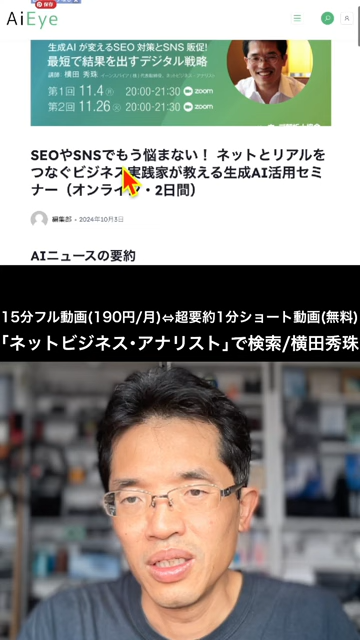 保存
AiEye
生成AIが変えるSEO対策とSNS販促!
最短で結果を出すデジタル戦略
講師 横田 秀珠
第1回 11.4 20:00-21:30 zoom
第2回 11.26 20:00-21:30 zoom
SEOやSNSでもう悩まない! ネットとリアルを
つなぐビジネス実践家が教える生成AI活用セミ
ナー(オンライン・2日間)
編集部 - 2024年10月3日
AIニュースの要約
15分フル動画(190円/月)⇔超要約1分ショート動画(無料)
「ネットビジネス・アナリスト」で検索/横田秀珠